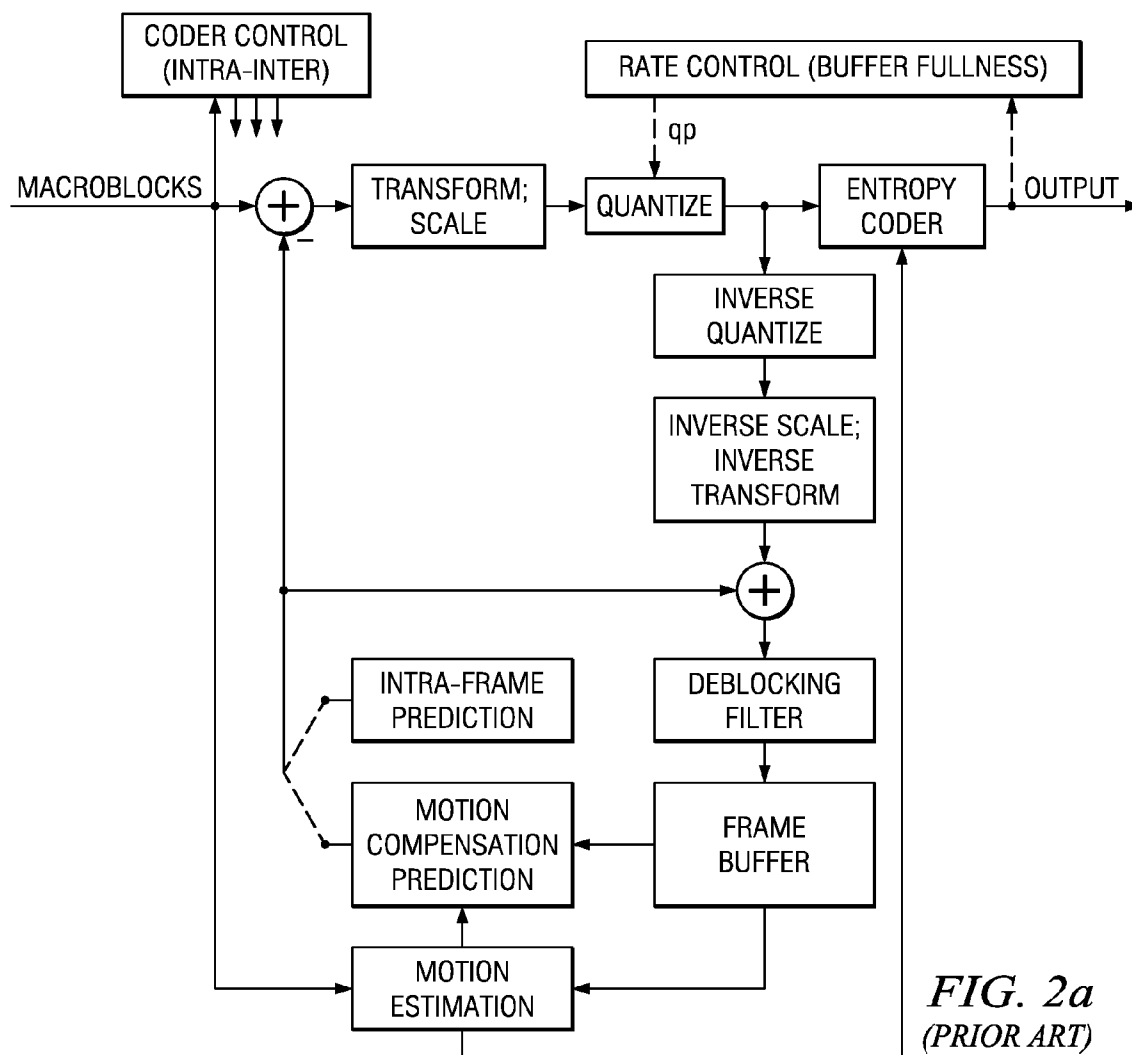 CODER CONTROL
(INTRA-INTER)
RATE CONTROL (BUFFER FULLNESS)
qp
MACROBLOCKS
+
−
TRANSFORM;
SCALE
QUANTIZE
ENTROPY
CODER
OUTPUT
INVERSE
QUANTIZE
INVERSE SCALE;
INVERSE
TRANSFORM
+
INTRA-FRAME
PREDICTION
DEBLOCKING
FILTER
MOTION
COMPENSATION
PREDICTION
FRAME
BUFFER
MOTION
ESTIMATION
FIG. 2a
(PRIOR ART)